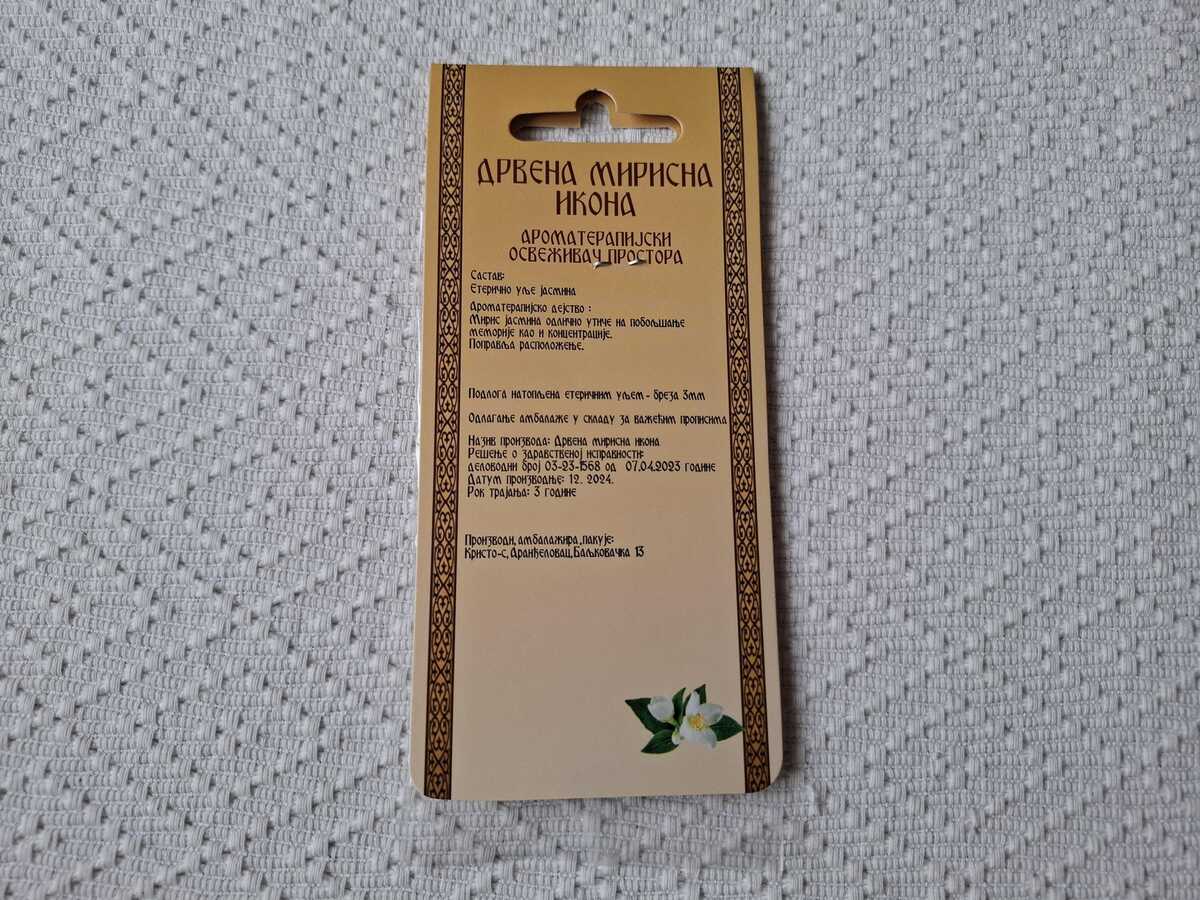 ДРВЕНА МИРИСНА
ИКОНА
АРОМАТЕРАПИЈСКИ
ОСВЕЖИВАЧ ПРОСТОРА
Састав:
Етерично уље јасмина
Ароматерапијско дејство :
Мирис јасмина одлично утиче на побољшање
меморије као и концентрације.
Поправља расположење.
Подлога натопљена етеричним уљем - бреза 3мм
Одлагање амбалаже у складу за важећим прописима
Назив производа: Дрвена мирисна икона
Решење о здравственој исправности:
деловодни број 03-23-1568 од 07.04.2023 године
Датум производње: 12. 2024.
Рок трајања: 3 године
Производи, амбалажира ,пакује:
Кристо-с, Аранђеловац, Баљковачка 13